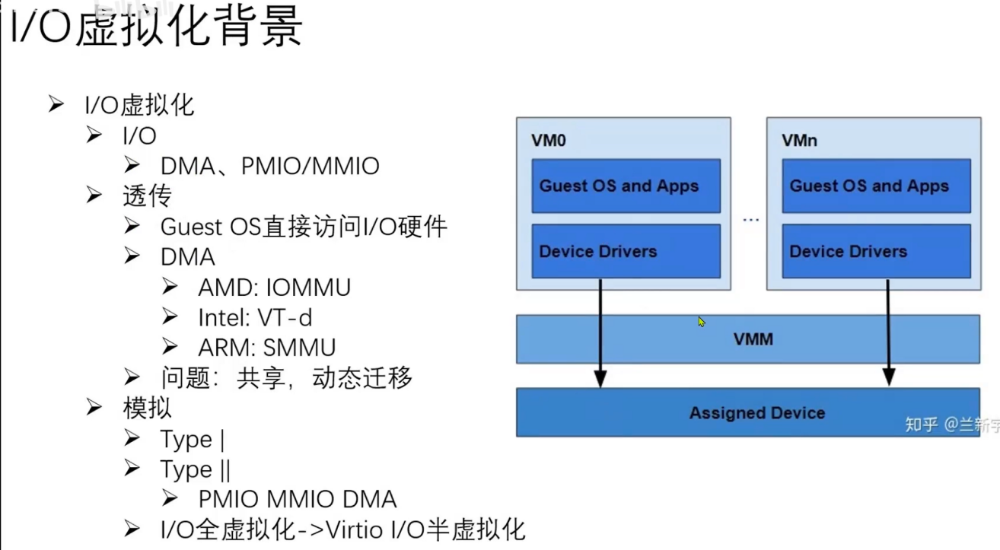 I/O虚拟化背景
I/O虚拟化
I/O
DMA、PMIO/MMIO
透传
Guest OS直接访问I/O硬件
DMA
AMD: IOMMU
Intel: VT-d
ARM: SMMU
问题：共享，动态迁移
模拟
Type |
Type ||
PMIO MMIO DMA
I/O全虚拟化->Virtio I/O半虚拟化
VM0
Guest OS and Apps
Device Drivers
...
VMn
Guest OS and Apps
Device Drivers
VMM
Assigned Device
知乎 @兰新宇